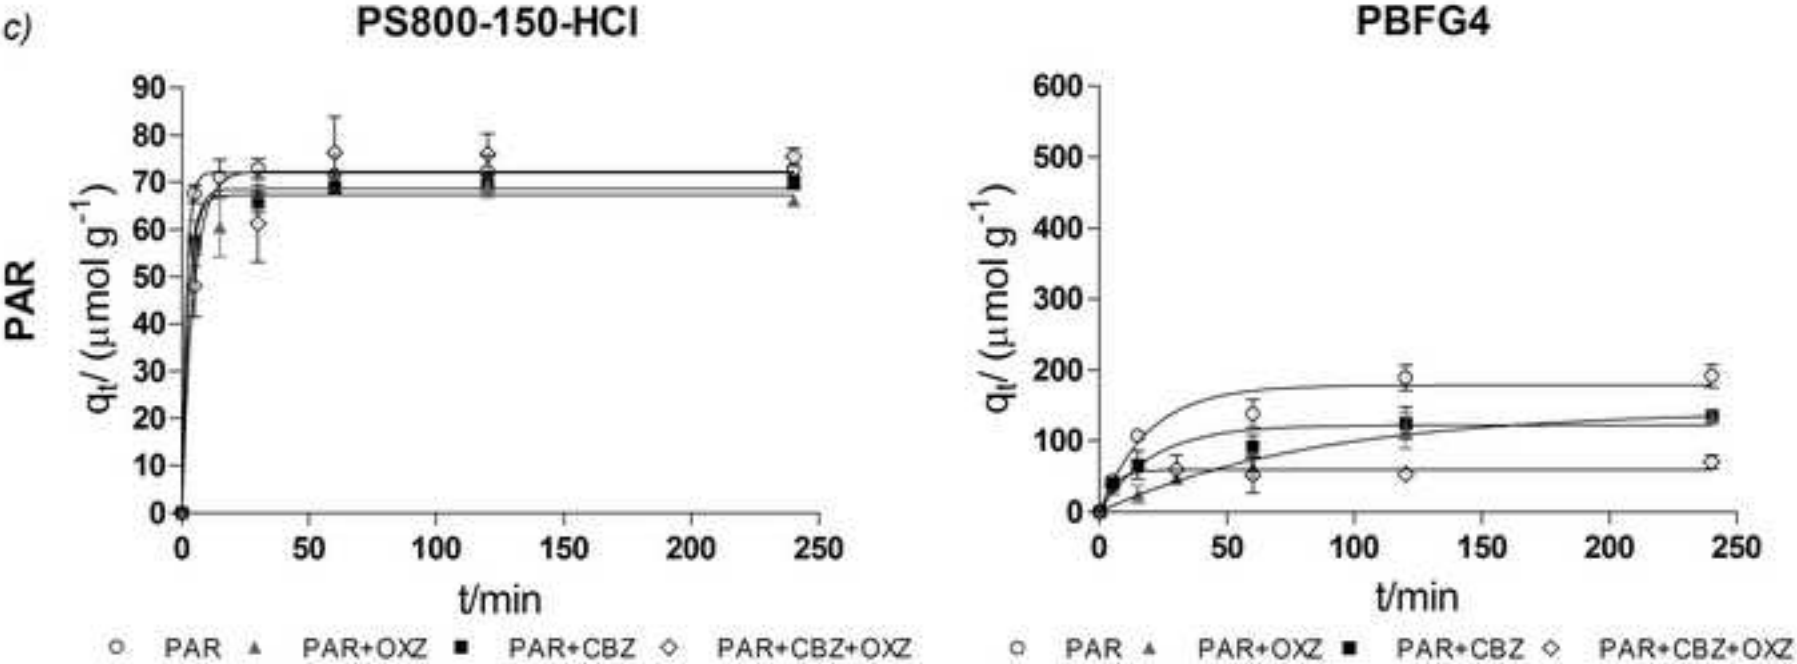 c)
PS800-150-HCl
PBFG4
PAR
qt/ (µmol g-1)
90
80
70
60
50
40
30
20
10
0
0 50 100 150 200 250
t/min
PAR PAR+OXZ PAR+CBZ PAR+CBZ+OXZ
qt/ (µmol g-1)
600
500
400
300
200
100
0
0 50 100 150 200 250
t/min
PAR PAR+OXZ PAR+CBZ PAR+CBZ+OXZ